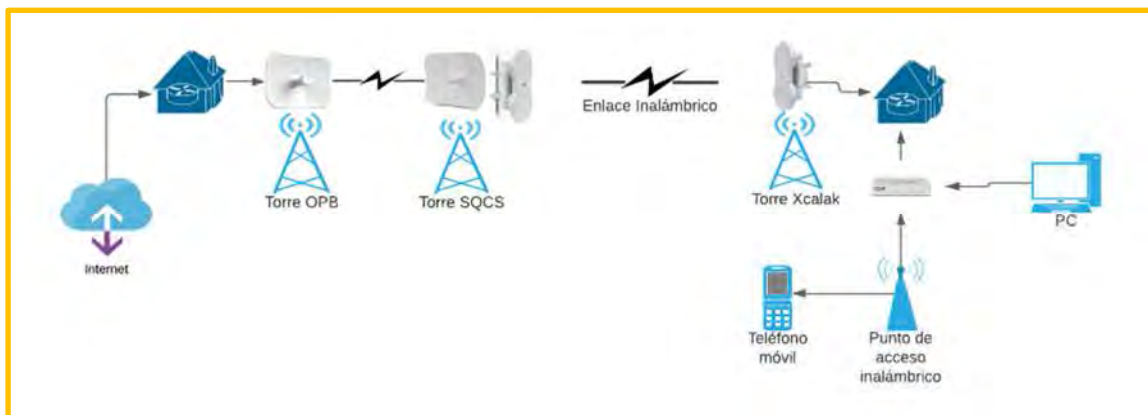 Enlace Inalámbrico
Torre OPB
Torre SQCS
Torre Xcalak
PC
Internet
Teléfono
móvil
Punto de
acceso
inalámbrico